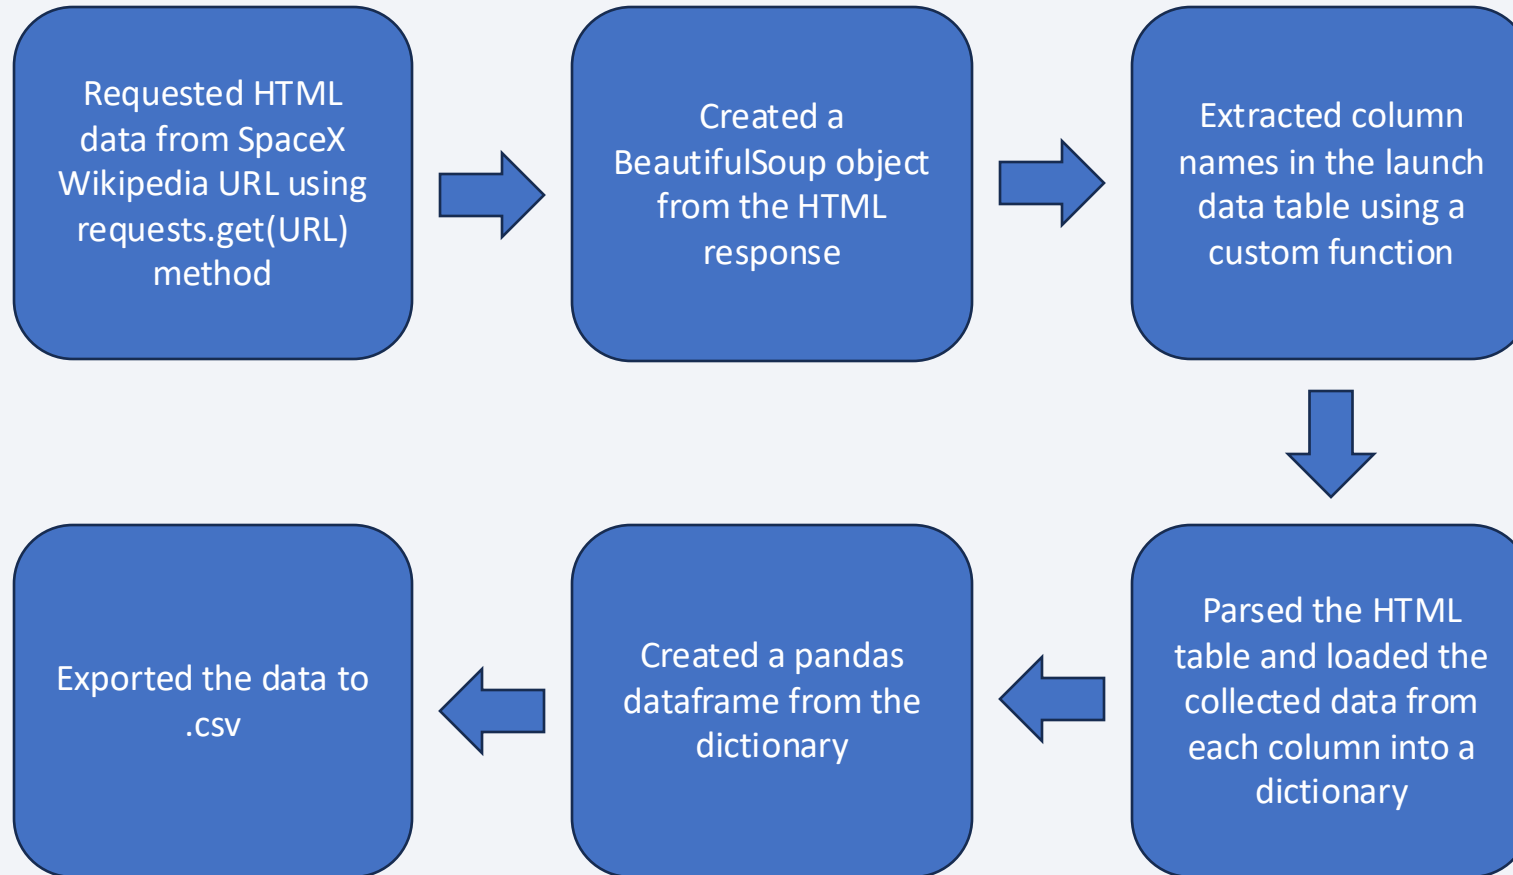 Requested HTML
data from SpaceX
Wikipedia URL using
requests.get(URL)
method
Created a
BeautifulSoup object
from the HTML
response
Extracted column
names in the launch
data table using a
custom function
Parsed the HTML
table and loaded the
collected data from
each column into a
dictionary
Created a pandas
dataframe from the
dictionary
Exported the data to
.csv